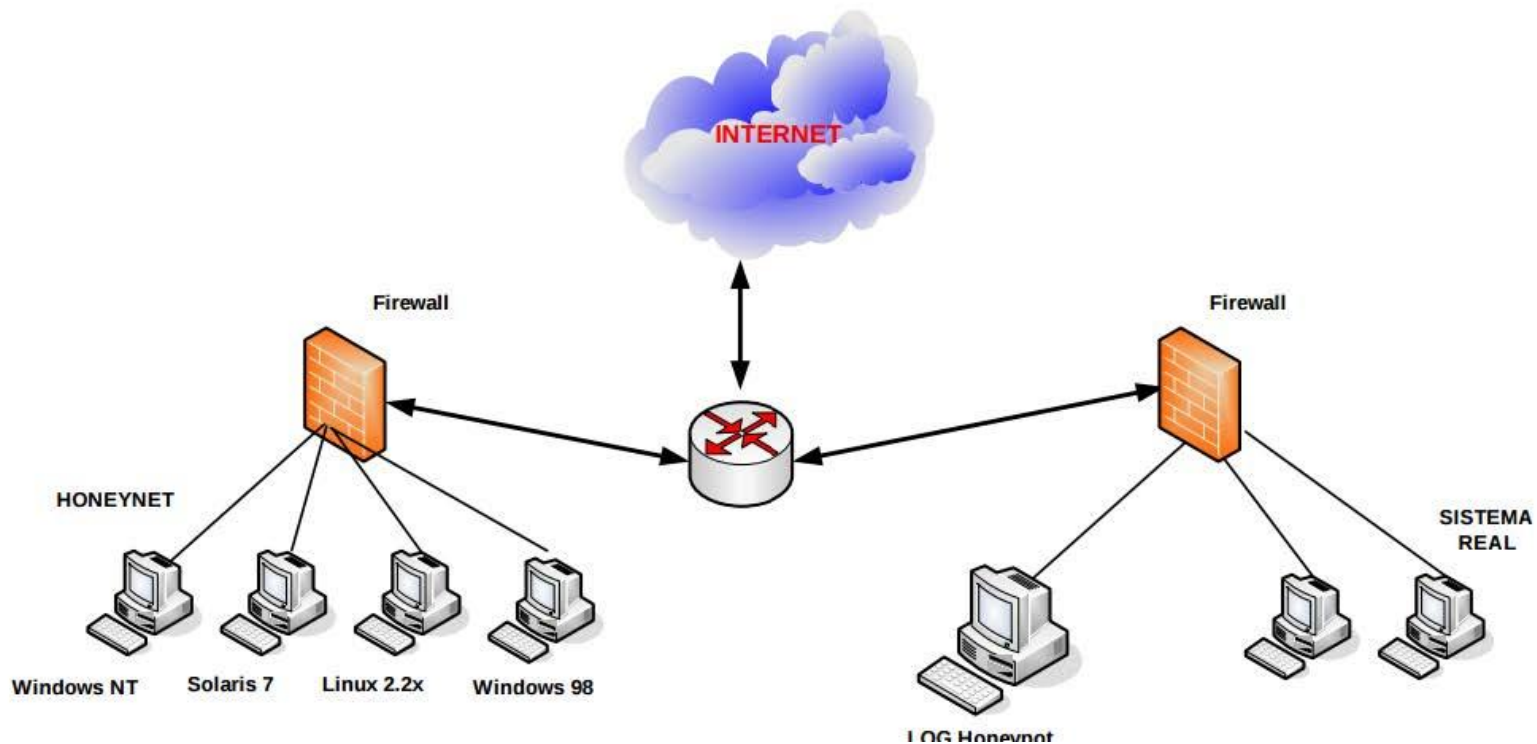 INTERNET
Firewall
Firewall
HONEYNET
SISTEMA
REAL
Windows NT
Solaris 7
Linux 2.2x
Windows 98
LOG Honeypot